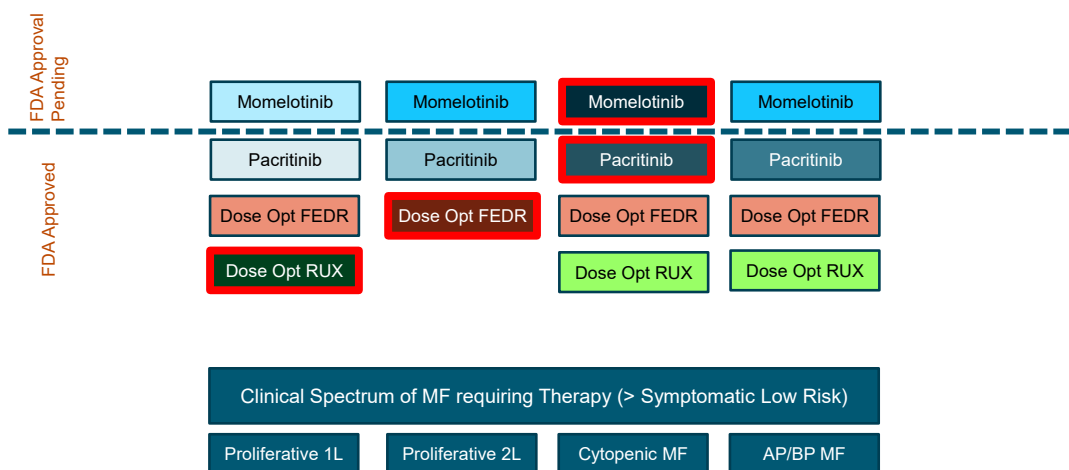 FDA Approval
Pending
Momelotinib
Momelotinib
Momelotinib
Momelotinib
FDA Approved
Pacritinib
Pacritinib
Pacritinib
Pacritinib
Dose Opt FEDR
Dose Opt FEDR
Dose Opt FEDR
Dose Opt FEDR
Dose Opt RUX
Dose Opt RUX
Dose Opt RUX
Clinical Spectrum of MF requiring Therapy (> Symptomatic Low Risk)
Proliferative 1L
Proliferative 2L
Cytopenic MF
AP/BP MF